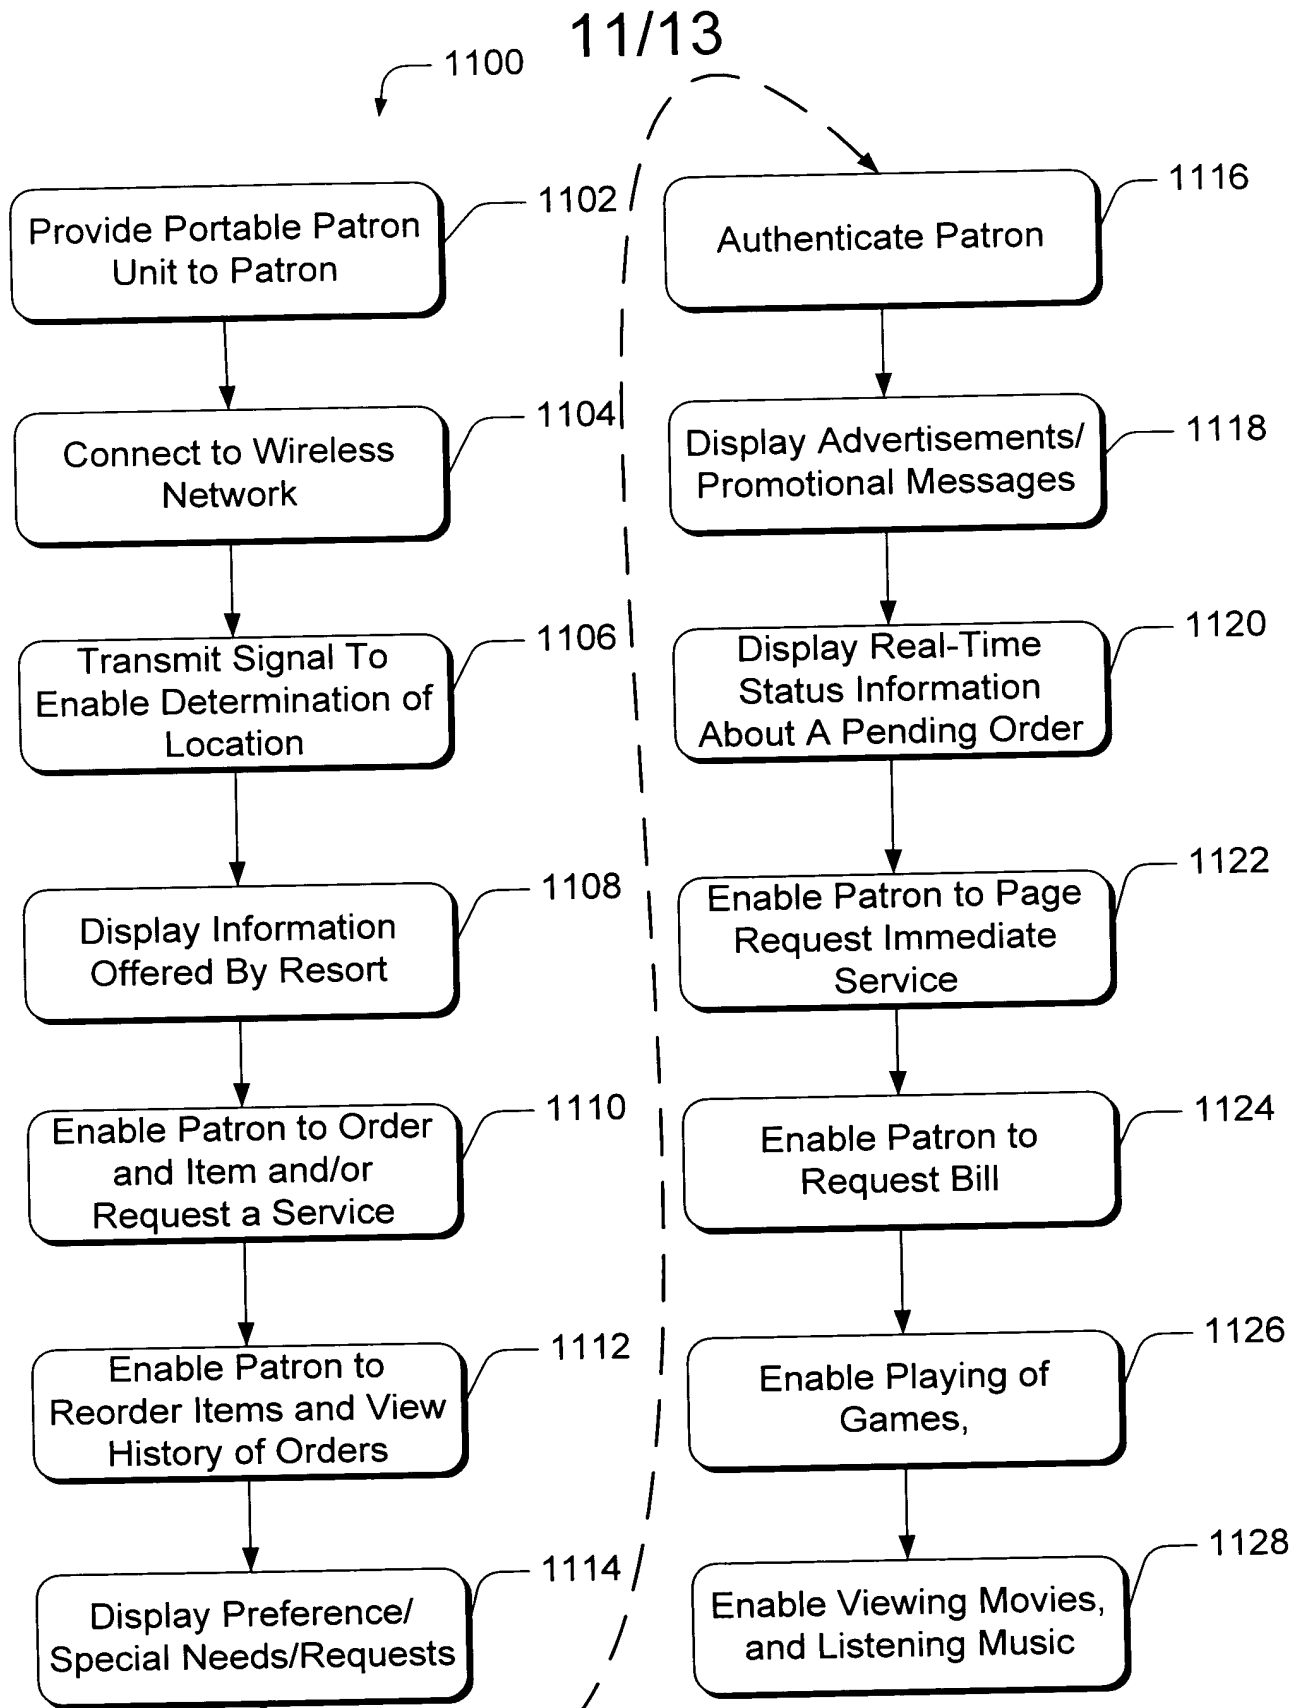 11/13
1100
1102
Provide Portable Patron
Unit to Patron
1104
Connect to Wireless
Network
1106
Transmit Signal To
Enable Determination of
Location
1108
Display Information
Offered By Resort
1110
Enable Patron to Order
and Item and/or
Request a Service
1112
Enable Patron to
Reorder Items and View
History of Orders
1114
Display Preference/
Special Needs/Requests
1116
Authenticate Patron
1118
Display Advertisements/
Promotional Messages
1120
Display Real-Time
Status Information
About A Pending Order
1122
Enable Patron to Page
Request Immediate
Service
1124
Enable Patron to
Request Bill
1126
Enable Playing of
Games,
1128
Enable Viewing Movies,
and Listening Music